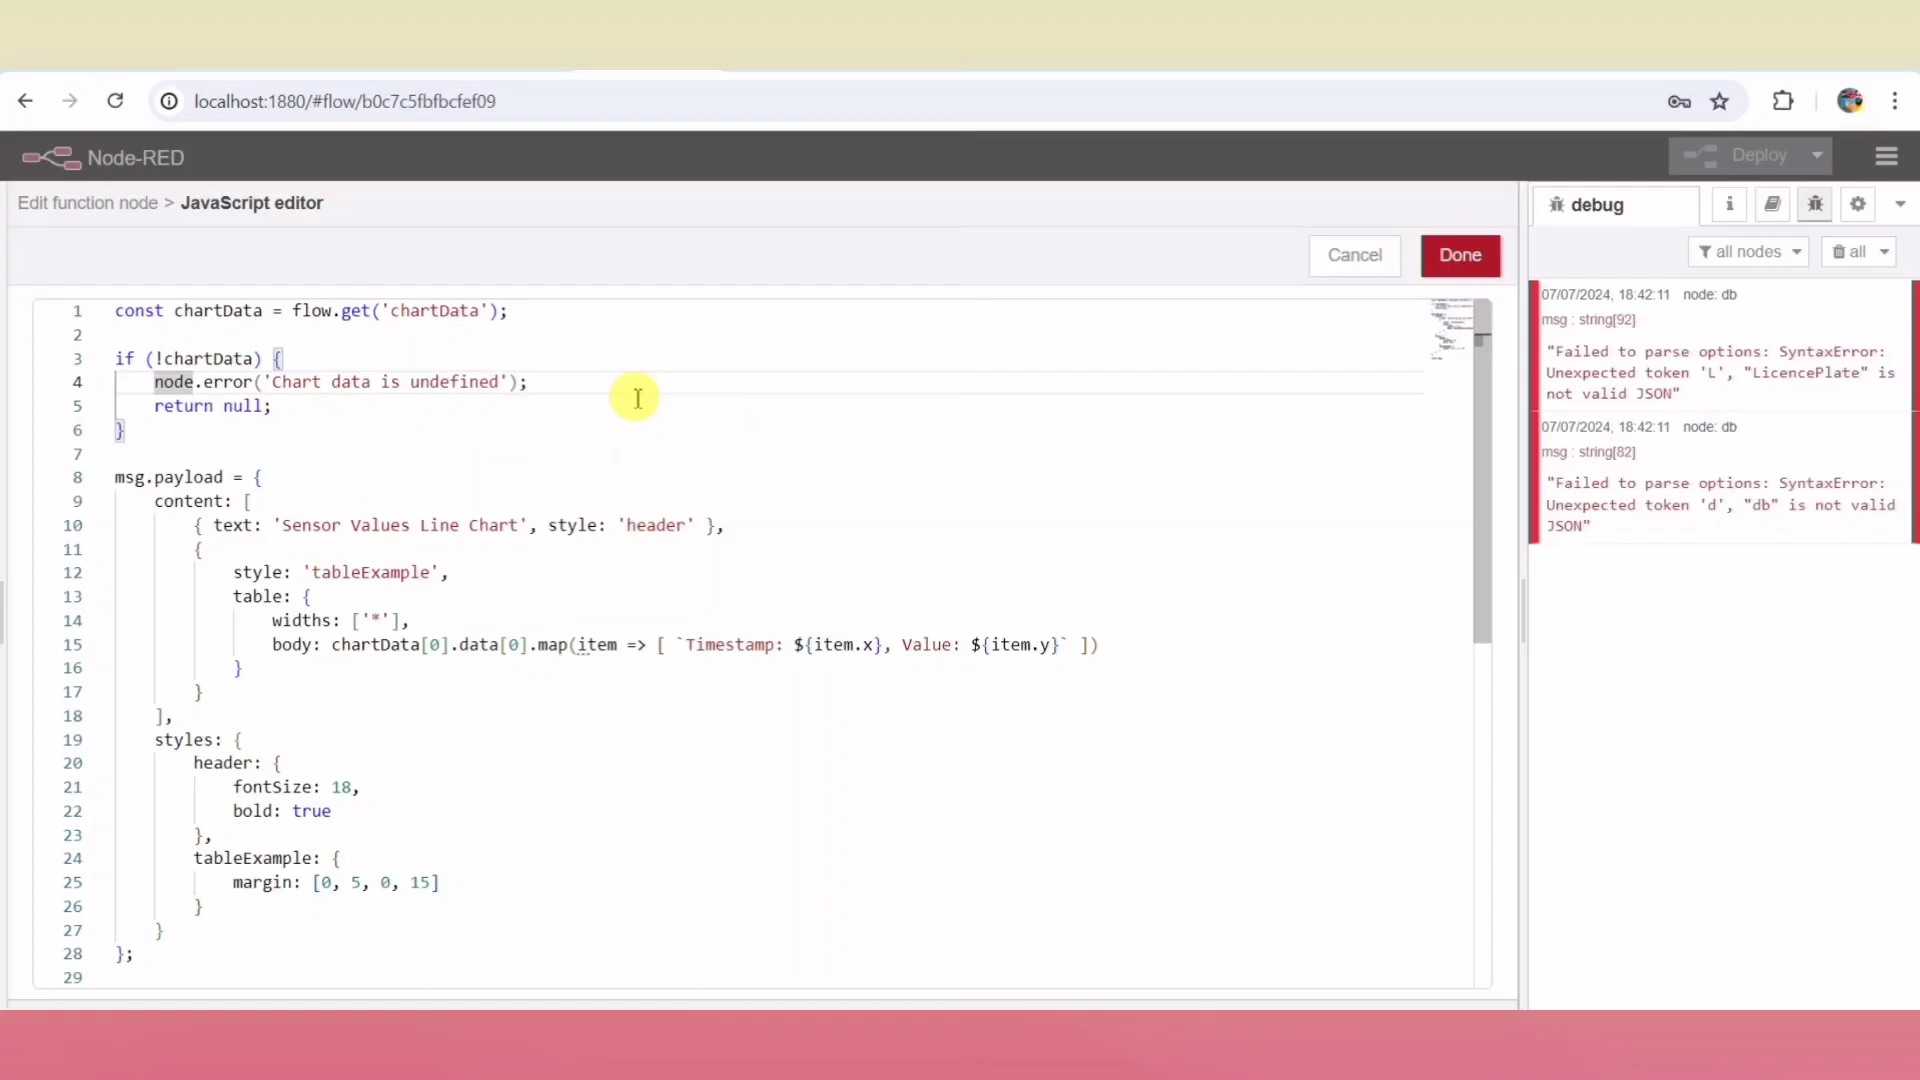 localhost:1880/#flow/b0c7c5fbfbcfef09
Node-RED
Deploy
Edit function node > JavaScript editor
Cancel
Done
1 const chartData = flow.get('chartData');
2
3 if (!chartData) {
4 node.error('Chart data is undefined');
5 return null;
6 }
7
8 msg.payload = {
9 content: [
10 { text: 'Sensor Values Line Chart', style: 'header' },
11 {
12 style: 'tableExample',
13 table: {
14 widths: ['*'],
15 body: chartData[0].data[0].map(item => [ `Timestamp: ${item.x}, Value: ${item.y}` ])
16 }
17 }
18 ],
19 styles: {
20 header: {
21 fontSize: 18,
22 bold: true
23 },
24 tableExample: {
25 margin: [0, 5, 0, 15]
26 }
27 }
28 };
29
debug
i
all nodes
all
07/07/2024, 18:42:11 node: db
msg : string[92]
"Failed to parse options: SyntaxError:
Unexpected token 'L', "LicencePlate" is
not valid JSON"
07/07/2024, 18:42:11 node: db
msg : string[82]
"Failed to parse options: SyntaxError:
Unexpected token 'd', "db" is not valid
JSON"